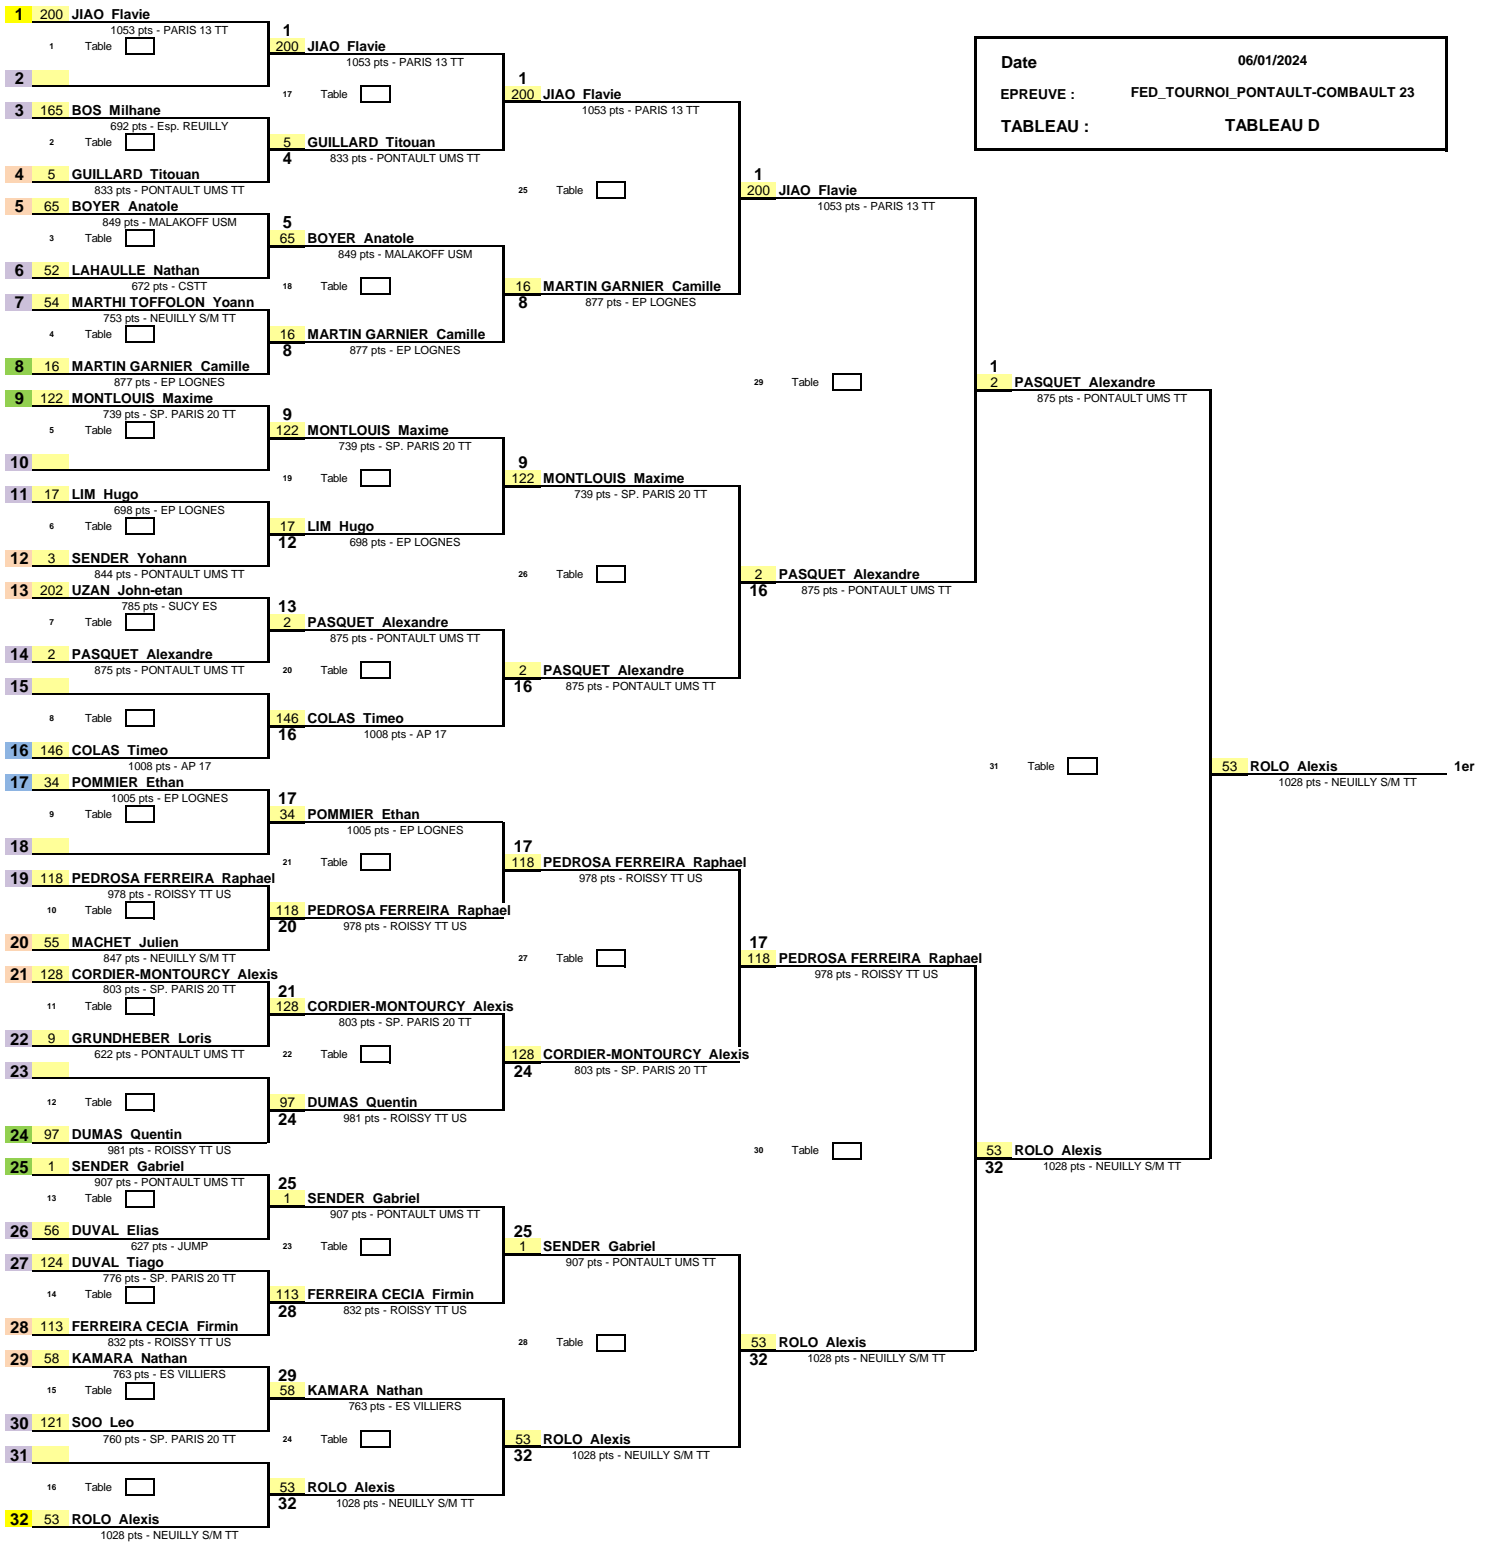 Date 06/01/2024
EPREUVE : FED_TOURNOI_PONTAULT-COMBAULT 23
TABLEAU : TABLEAU D
1 200 JIAO Flavie
1053 pts - PARIS 13 TT
1 Table
2
3 165 BOS Milhane
692 pts - Esp. REUILLY
2 Table
4 5 GUILLARD Titouan
833 pts - PONTAULT UMS TT
5 65 BOYER Anatole
849 pts - MALAKOFF USM
3 Table
6 52 LAHAULLE Nathan
672 pts - CSTT
7 54 MARTHI TOFFOLON Yoann
753 pts - NEUILLY S/M TT
4 Table
8 16 MARTIN GARNIER Camille
877 pts - EP LOGNES
9 122 MONTLOUIS Maxime
739 pts - SP. PARIS 20 TT
5 Table
10
11 17 LIM Hugo
698 pts - EP LOGNES
6 Table
12 3 SENDER Yohann
844 pts - PONTAULT UMS TT
13 202 UZAN John-etan
785 pts - SUCY ES
7 Table
14 2 PASQUET Alexandre
875 pts - PONTAULT UMS TT
15
8 Table
16 146 COLAS Timeo
1008 pts - AP 17
17 34 POMMIER Ethan
1005 pts - EP LOGNES
9 Table
18
19 118 PEDROSA FERREIRA Raphael
978 pts - ROISSY TT US
10 Table
20 55 MACHET Julien
847 pts - NEUILLY S/M TT
21 128 CORDIER-MONTOURCY Alexis
803 pts - SP. PARIS 20 TT
11 Table
22 9 GRUNDHEBER Loris
622 pts - PONTAULT UMS TT
23
12 Table
24 97 DUMAS Quentin
981 pts - ROISSY TT US
25 1 SENDER Gabriel
907 pts - PONTAULT UMS TT
13 Table
26 56 DUVAL Elias
627 pts - JUMP
27 124 DUVAL Tiago
776 pts - SP. PARIS 20 TT
14 Table
28 113 FERREIRA CECIA Firmin
832 pts - ROISSY TT US
29 58 KAMARA Nathan
763 pts - ES VILLIERS
15 Table
30 121 SOO Leo
760 pts - SP. PARIS 20 TT
31
16 Table
32 53 ROLO Alexis
1028 pts - NEUILLY S/M TT
1
200 JIAO Flavie
1053 pts - PARIS 13 TT
17 Table
5 GUILLARD Titouan
4 833 pts - PONTAULT UMS TT
5
65 BOYER Anatole
849 pts - MALAKOFF USM
18 Table
16 MARTIN GARNIER Camille
8 877 pts - EP LOGNES
9
122 MONTLOUIS Maxime
739 pts - SP. PARIS 20 TT
19 Table
17 LIM Hugo
12 698 pts - EP LOGNES
13
2 PASQUET Alexandre
875 pts - PONTAULT UMS TT
20 Table
146 COLAS Timeo
16 1008 pts - AP 17
17
34 POMMIER Ethan
1005 pts - EP LOGNES
21 Table
118 PEDROSA FERREIRA Raphael
20 978 pts - ROISSY TT US
21
128 CORDIER-MONTOURCY Alexis
803 pts - SP. PARIS 20 TT
22 Table
97 DUMAS Quentin
24 981 pts - ROISSY TT US
25
1 SENDER Gabriel
907 pts - PONTAULT UMS TT
23 Table
113 FERREIRA CECIA Firmin
28 832 pts - ROISSY TT US
29
58 KAMARA Nathan
763 pts - ES VILLIERS
24 Table
53 ROLO Alexis
32 1028 pts - NEUILLY S/M TT
1
200 JIAO Flavie
1053 pts - PARIS 13 TT
25 Table
16 MARTIN GARNIER Camille
8 877 pts - EP LOGNES
9
122 MONTLOUIS Maxime
739 pts - SP. PARIS 20 TT
26 Table
2 PASQUET Alexandre
16 875 pts - PONTAULT UMS TT
17
118 PEDROSA FERREIRA Raphael
978 pts - ROISSY TT US
27 Table
128 CORDIER-MONTOURCY Alexis
24 803 pts - SP. PARIS 20 TT
25
1 SENDER Gabriel
907 pts - PONTAULT UMS TT
28 Table
53 ROLO Alexis
32 1028 pts - NEUILLY S/M TT
1
200 JIAO Flavie
1053 pts - PARIS 13 TT
29 Table
2 PASQUET Alexandre
16 875 pts - PONTAULT UMS TT
17
118 PEDROSA FERREIRA Raphael
978 pts - ROISSY TT US
30 Table
53 ROLO Alexis
32 1028 pts - NEUILLY S/M TT
1
2 PASQUET Alexandre
875 pts - PONTAULT UMS TT
31 Table
53 ROLO Alexis
32 1028 pts - NEUILLY S/M TT
53 ROLO Alexis 1er
1028 pts - NEUILLY S/M TT